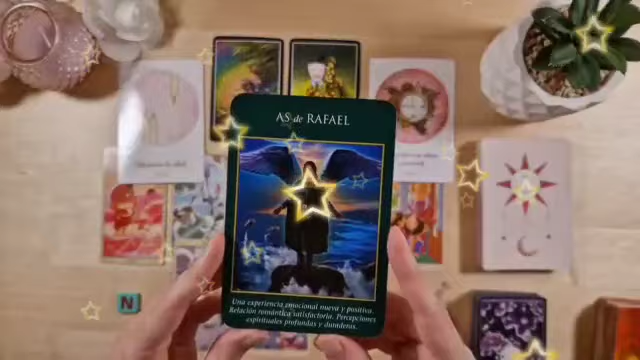 AS de RAFAEL
Una experiencia emocional nueva y positiva.
Relación romántica satisfactoria. Percepciones
espirituales profundas y duraderas.
N